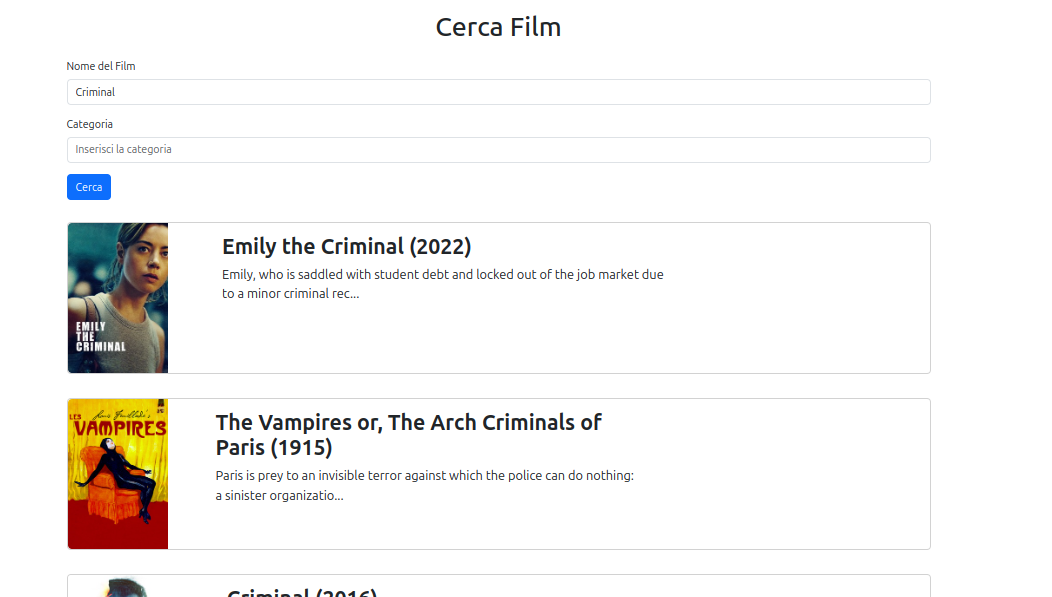 Cerca Film
Nome del Film
Criminal
Categoria
Inserisci la categoria
Cerca
EMILY
THE
CRIMINAL
Emily the Criminal (2022)
Emily, who is saddled with student debt and locked out of the job market due
to a minor criminal rec...
LES
VAMPIRES
The Vampires or, The Arch Criminals of
Paris (1915)
Paris is prey to an invisible terror against which the police can do nothing:
a sinister organizatio...
Criminal (2016)